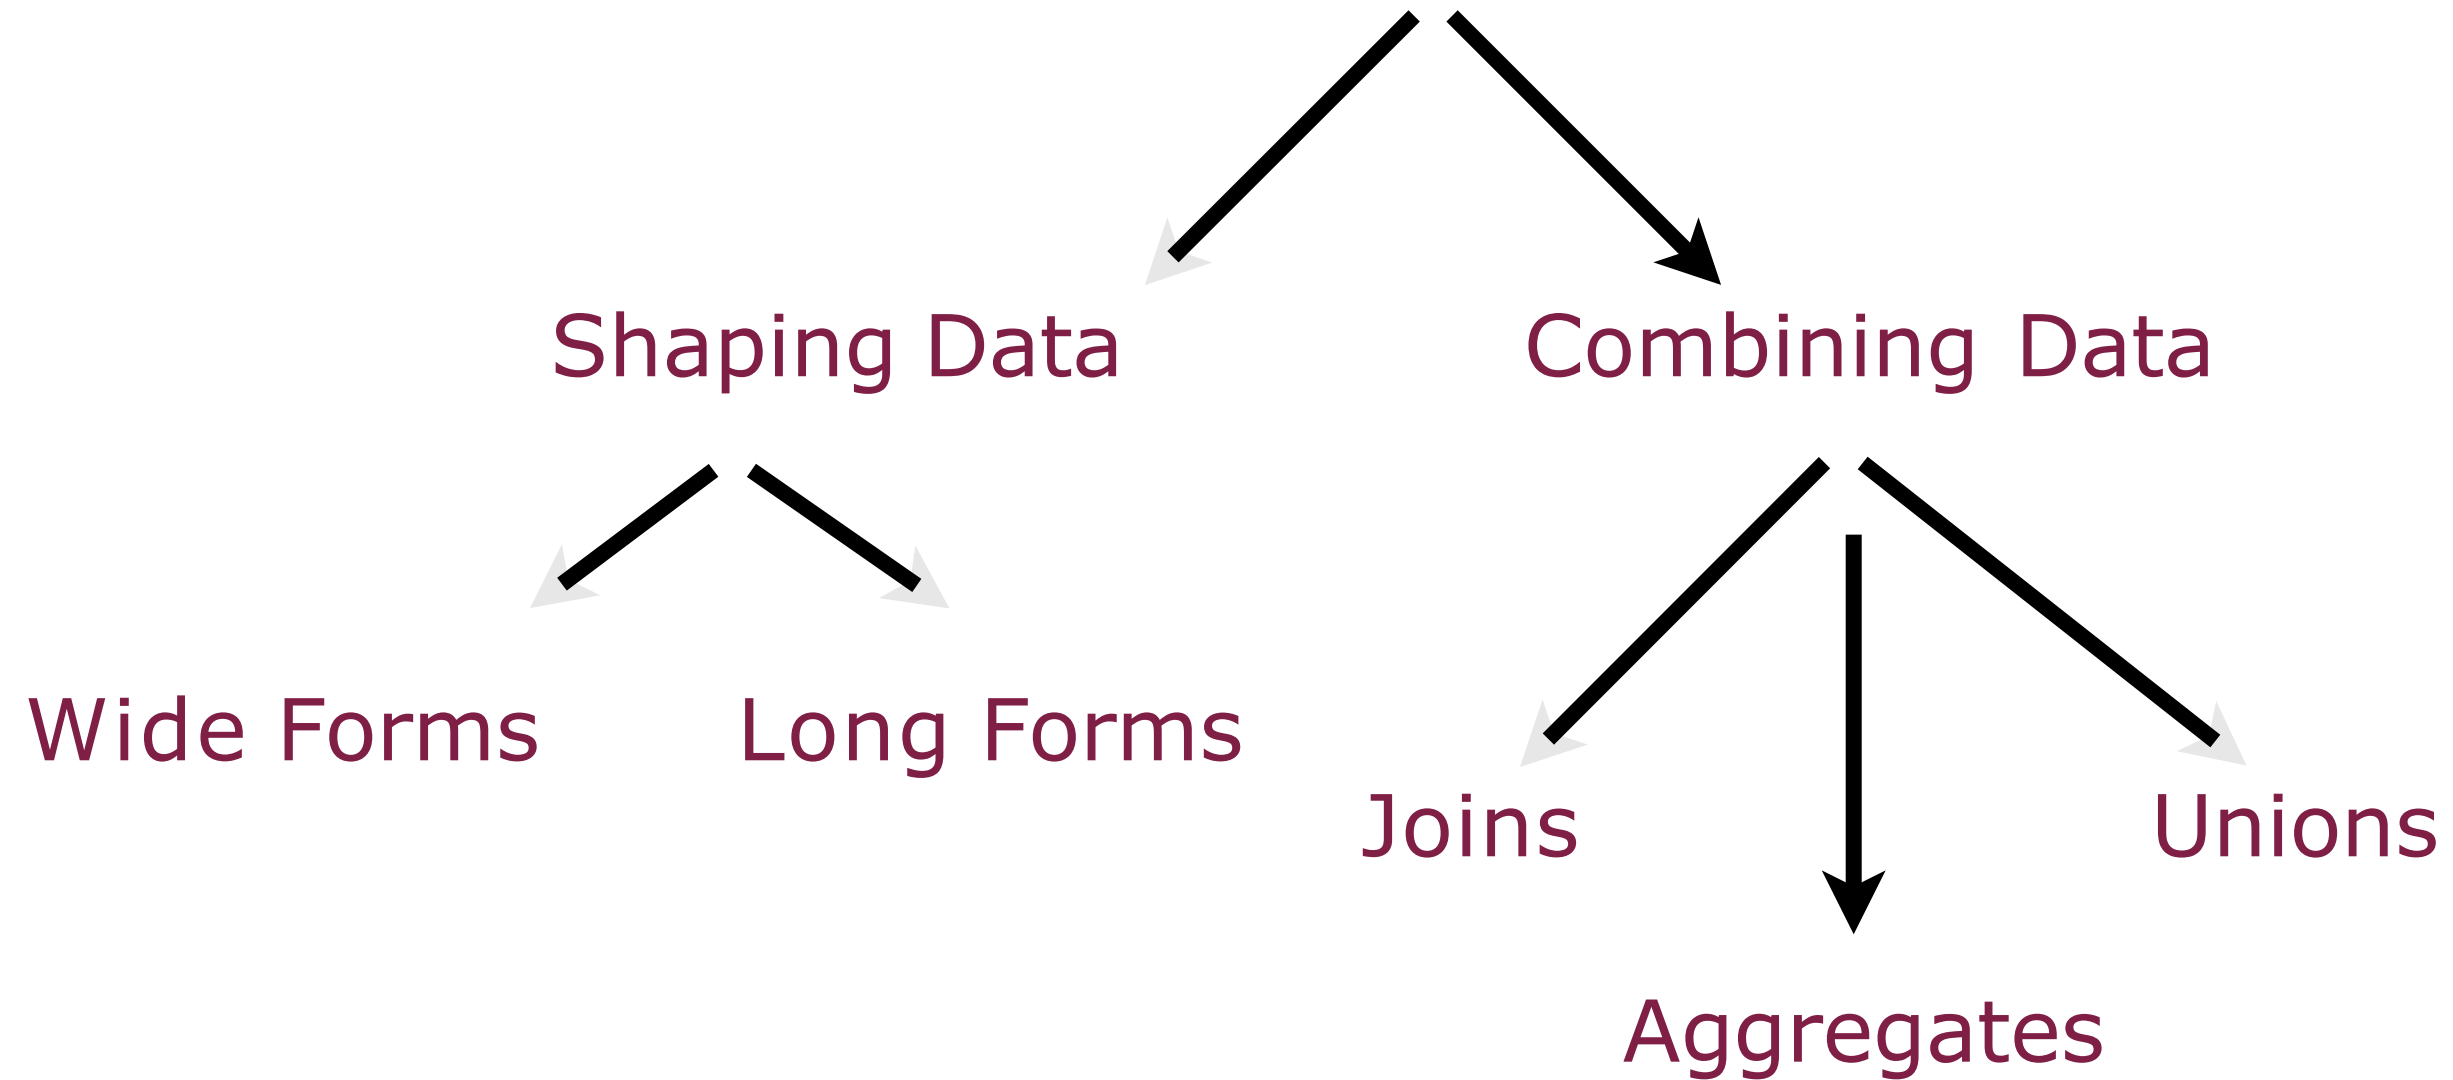 Shaping Data
Combining Data
Wide Forms
Long Forms
Joins
Unions
Aggregates